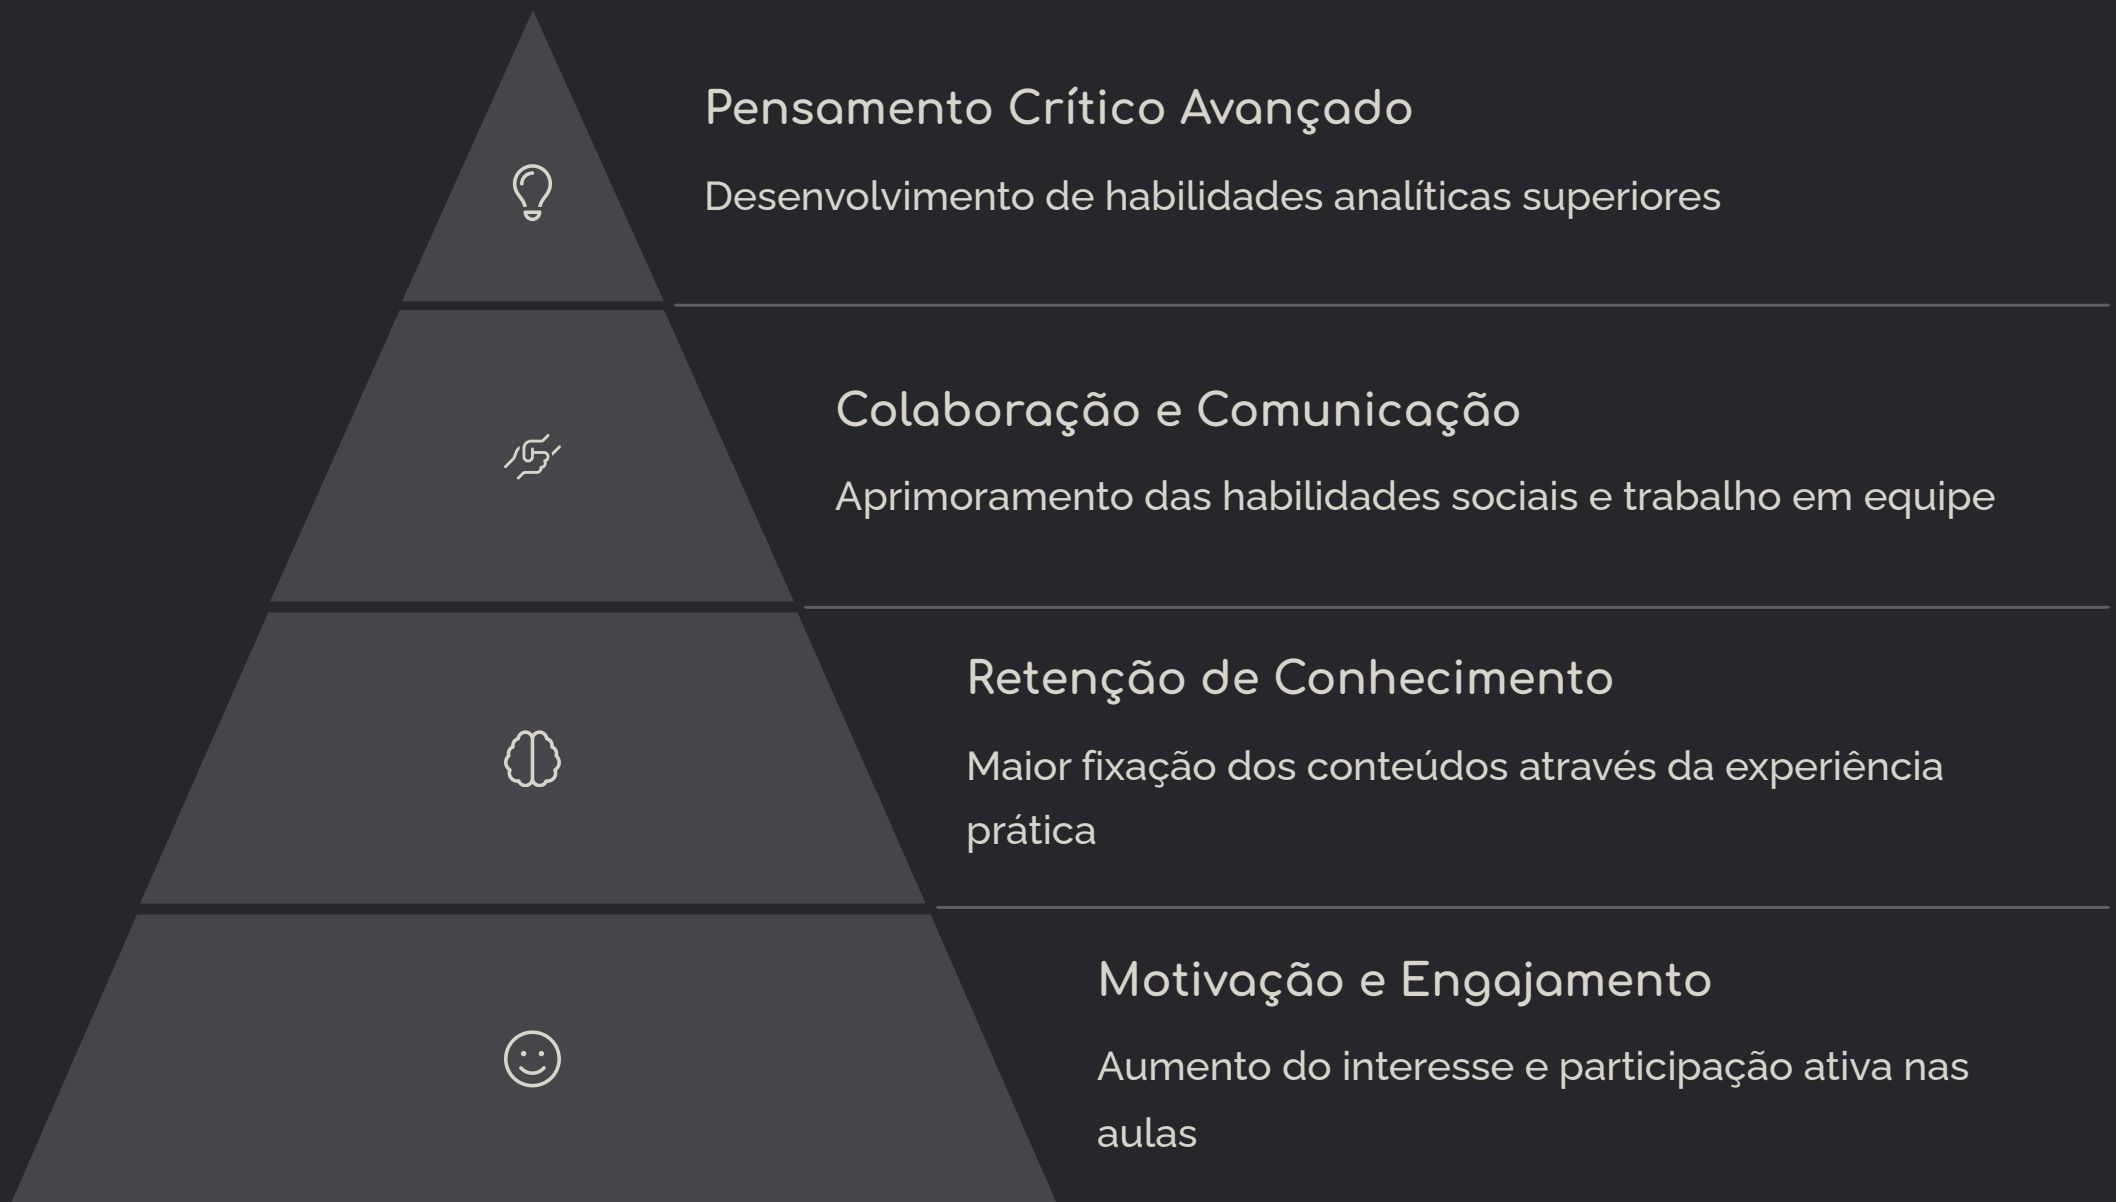 Pensamento Crítico Avançado
Desenvolvimento de habilidades analíticas superiores
Colaboração e Comunicação
Aprimoramento das habilidades sociais e trabalho em equipe
Retenção de Conhecimento
Maior fixação dos conteúdos através da experiência
prática
Motivação e Engajamento
Aumento do interesse e participação ativa nas
aulas